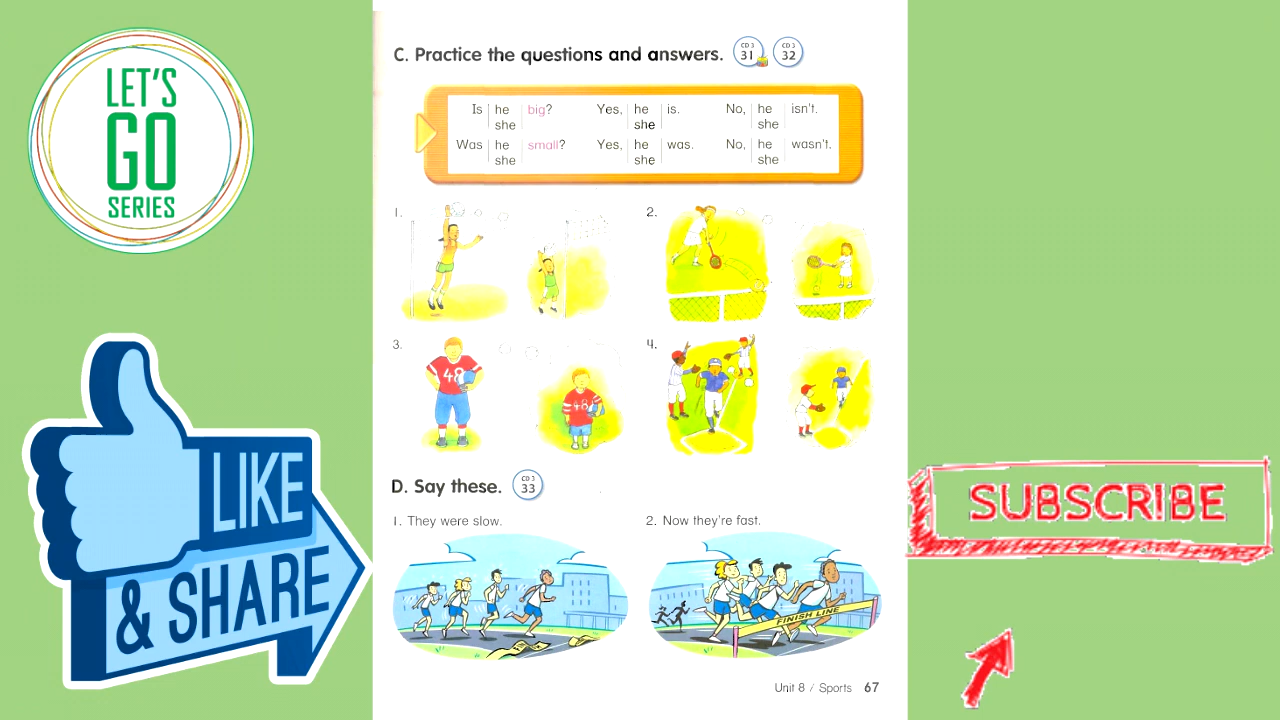 LET'S
GO
SERIES
LIKE
& SHARE
C. Practice the questions and answers. CD 3 31 CD 3 32
Is he big? Yes, he is. No, he isn't.
she she she
Was he small? Yes, he was. No, he wasn't.
she she she
1. 2.
3. 4.
48 48
D. Say these. CD 3 33
1. They were slow. 2. Now they're fast.
FINISH LINE
Unit 8 / Sports 67
SUBSCRIBE